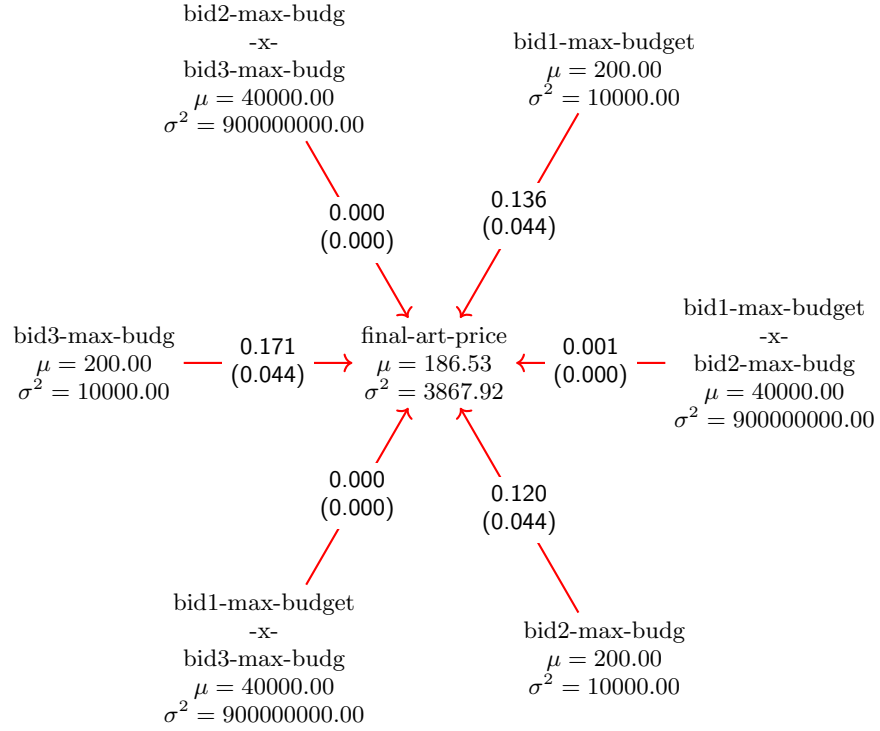 bid2-max-budg
-x-
bid3-max-budg
μ = 40000.00
σ² = 900000000.00
bid1-max-budget
μ = 200.00
σ² = 10000.00
0.000
(0.000)
0.136
(0.044)
bid3-max-budg
μ = 200.00
σ² = 10000.00
0.171
(0.044)
final-art-price
μ = 186.53
σ² = 3867.92
0.001
(0.000)
bid1-max-budget
-x-
bid2-max-budg
μ = 40000.00
σ² = 900000000.00
0.000
(0.000)
0.120
(0.044)
bid1-max-budget
-x-
bid3-max-budg
μ = 40000.00
σ² = 900000000.00
bid2-max-budg
μ = 200.00
σ² = 10000.00